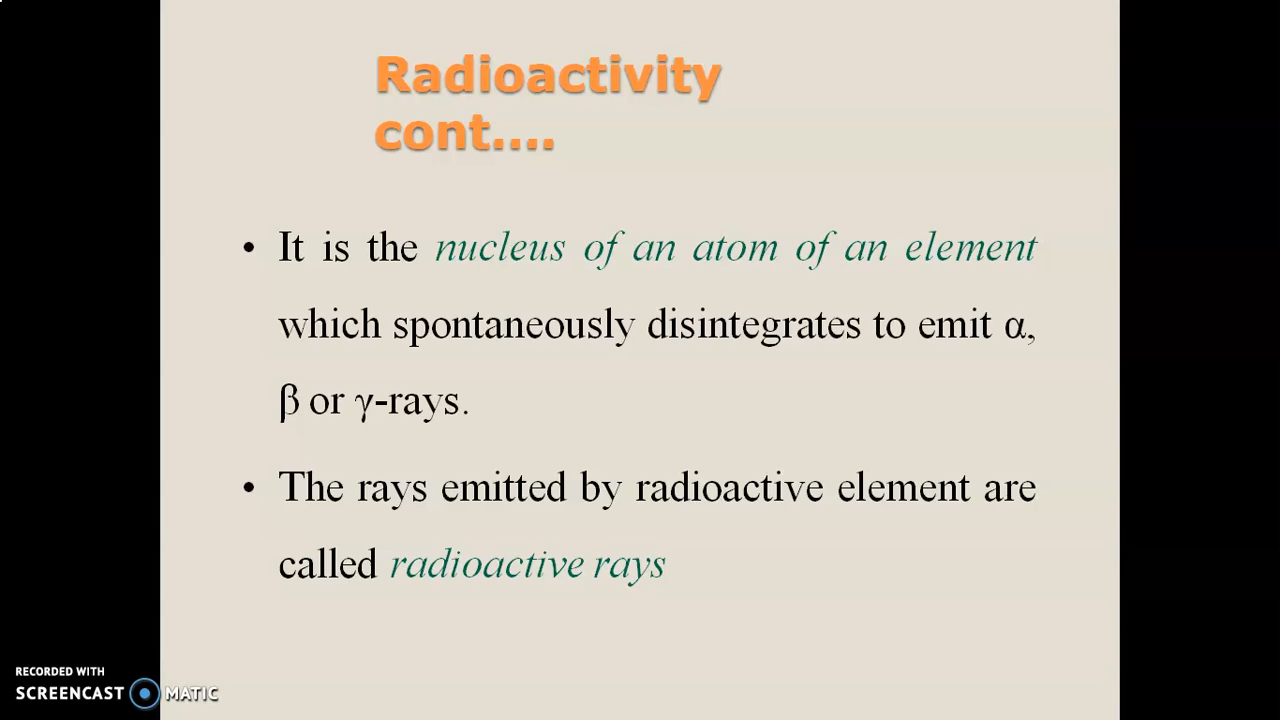 Radioactivity
cont....
• It is the nucleus of an atom of an element
which spontaneously disintegrates to emit α,
β or γ-rays.
• The rays emitted by radioactive element are
called radioactive rays
RECORDED WITH
SCREENCAST MATIC